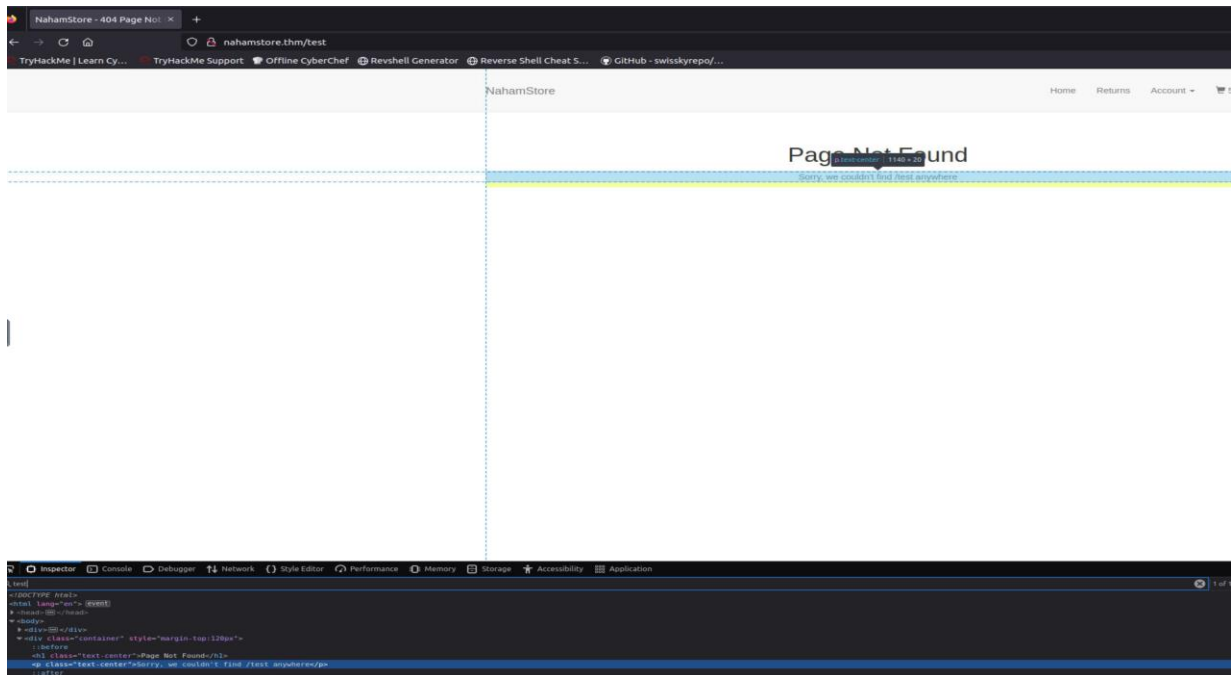 NahamStore - 404 Page Not ×
+
nahamstore.thm/test
TryHackMe | Learn Cy... TryHackMe Support Offline CyberChef Revshell Generator Reverse Shell Cheat S... GitHub - swisskyrepo/...
NahamStore Home Returns Account
Page Not Found
p.text-center 1140 × 20
Sorry, we couldn't find /test anywhere
Inspector Console Debugger Network Style Editor Performance Memory Storage Accessibility Application
test 1 of 1
<!DOCTYPE html>
<html lang="en"> event
<head> </head>
<body>
<div> </div>
<div class="container" style="margin-top:120px">
::before
<h1 class="text-center">Page Not Found</h1>
<p class="text-center">Sorry, we couldn't find /test anywhere</p>
::after